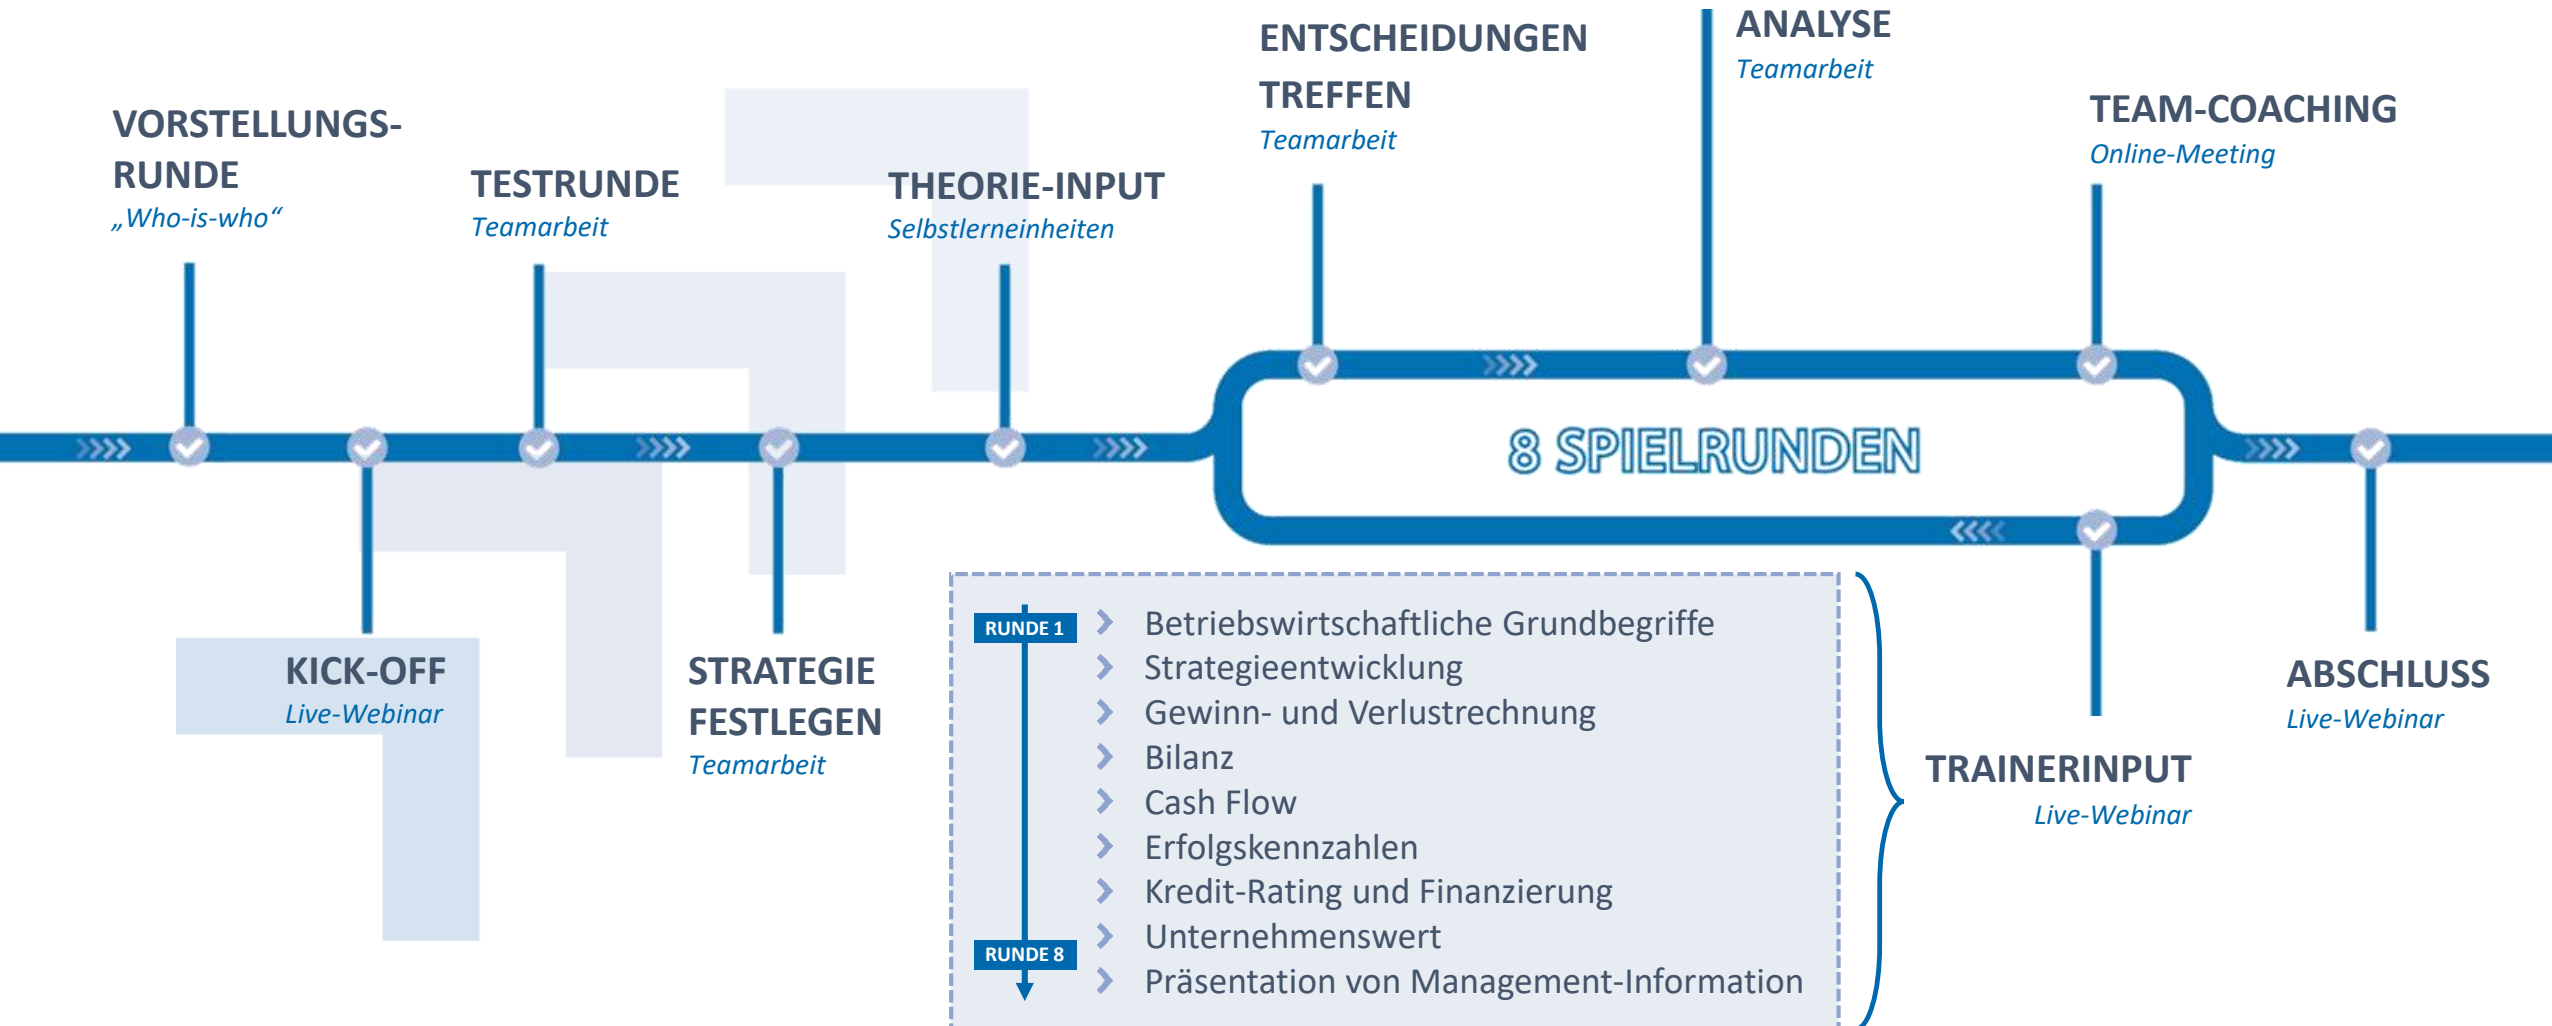 VORSTELLUNGS-
RUNDE
„Who-is-who“
KICK-OFF
Live-Webinar
TESTRUNDE
Teamarbeit
STRATEGIE
FESTLEGEN
Teamarbeit
THEORIE-INPUT
Selbstlerneinheiten
ENTSCHEIDUNGEN
TREFFEN
Teamarbeit
ANALYSE
Teamarbeit
TEAM-COACHING
Online-Meeting
8 SPIELRUNDEN
TRAINERINPUT
Live-Webinar
RUNDE 1
Betriebswirtschaftliche Grundbegriffe
Strategieentwicklung
Gewinn- und Verlustrechnung
Bilanz
Cash Flow
Erfolgskennzahlen
Kredit-Rating und Finanzierung
Unternehmenswert
RUNDE 8
Präsentation von Management-Information
ABSCHLUSS
Live-Webinar